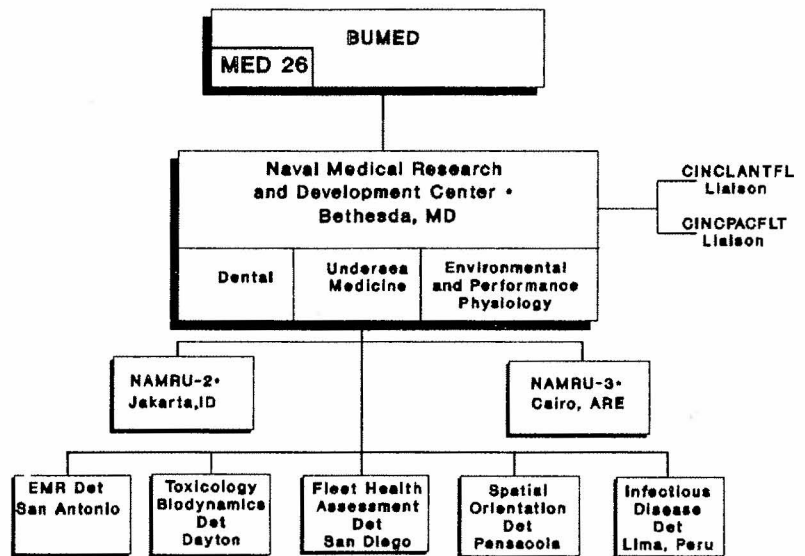 BUMED
MED 26
Naval Medical Research
and Development Center •
Bethesda, MD
CINCLANTFL
Liaison
CINCPACFLT
Liaison
Dental
Undersea
Medicine
Environmental
and Performance
Physiology
NAMRU-2•
Jakarta,ID
NAMRU-3•
Cairo, ARE
EMR Det
San Antonio
Toxicology
Biodynamics
Det
Dayton
Fleet Health
Assessment
Det
San Diego
Spatial
Orientation
Det
Pensacola
Infectious
Disease
Det
Lima, Peru